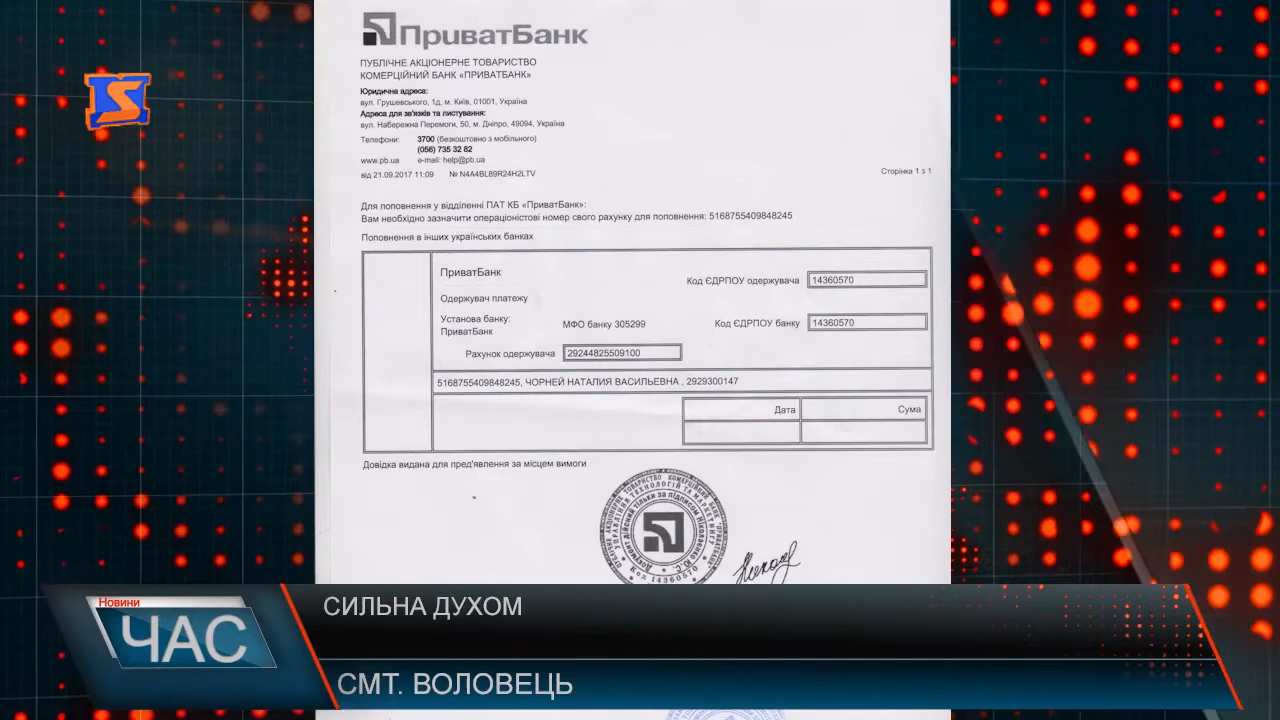 ПриватБанк
ПУБЛІЧНЕ АКЦІОНЕРНЕ ТОВАРИСТВО
КОМЕРЦІЙНИЙ БАНК «ПРИВАТБАНК»
Юридична адреса:
вул. Грушевського, 1д, м. Київ, 01001, Україна
Адреса для зв'язків та листування:
вул. Набережна Перемоги, 50, м. Дніпро, 49094, Україна
Телефони: 3700 (безкоштовно з мобільного)
(056) 735 32 82
www.pb.ua e-mail: help@pb.ua
від 21.09.2017 11:09 № N4A4BL89R24H2LTV Сторінка 1 з 1
Для поповнення у відділенні ПАТ КБ «ПриватБанк»:
Вам необхідно зазначити операціоністові номер свого рахунку для поповнення: 5168755409848245
Поповнення в інших українських банках
ПриватБанк
Код ЄДРПОУ одержувача 14360570
Одержувач платежу
Установа банку:
ПриватБанк
МФО банку 305299 Код ЄДРПОУ банку 14360570
Рахунок одержувача 29244825509100
5168755409848245, ЧОРНЕЙ НАТАЛИЯ ВАСИЛЬЕВНА , 2929300147
Дата Сума
Довідка видана для пред'явлення за місцем вимоги
Новини
ЧАС
СИЛЬНА ДУХОМ
СМТ. ВОЛОВЕЦЬ